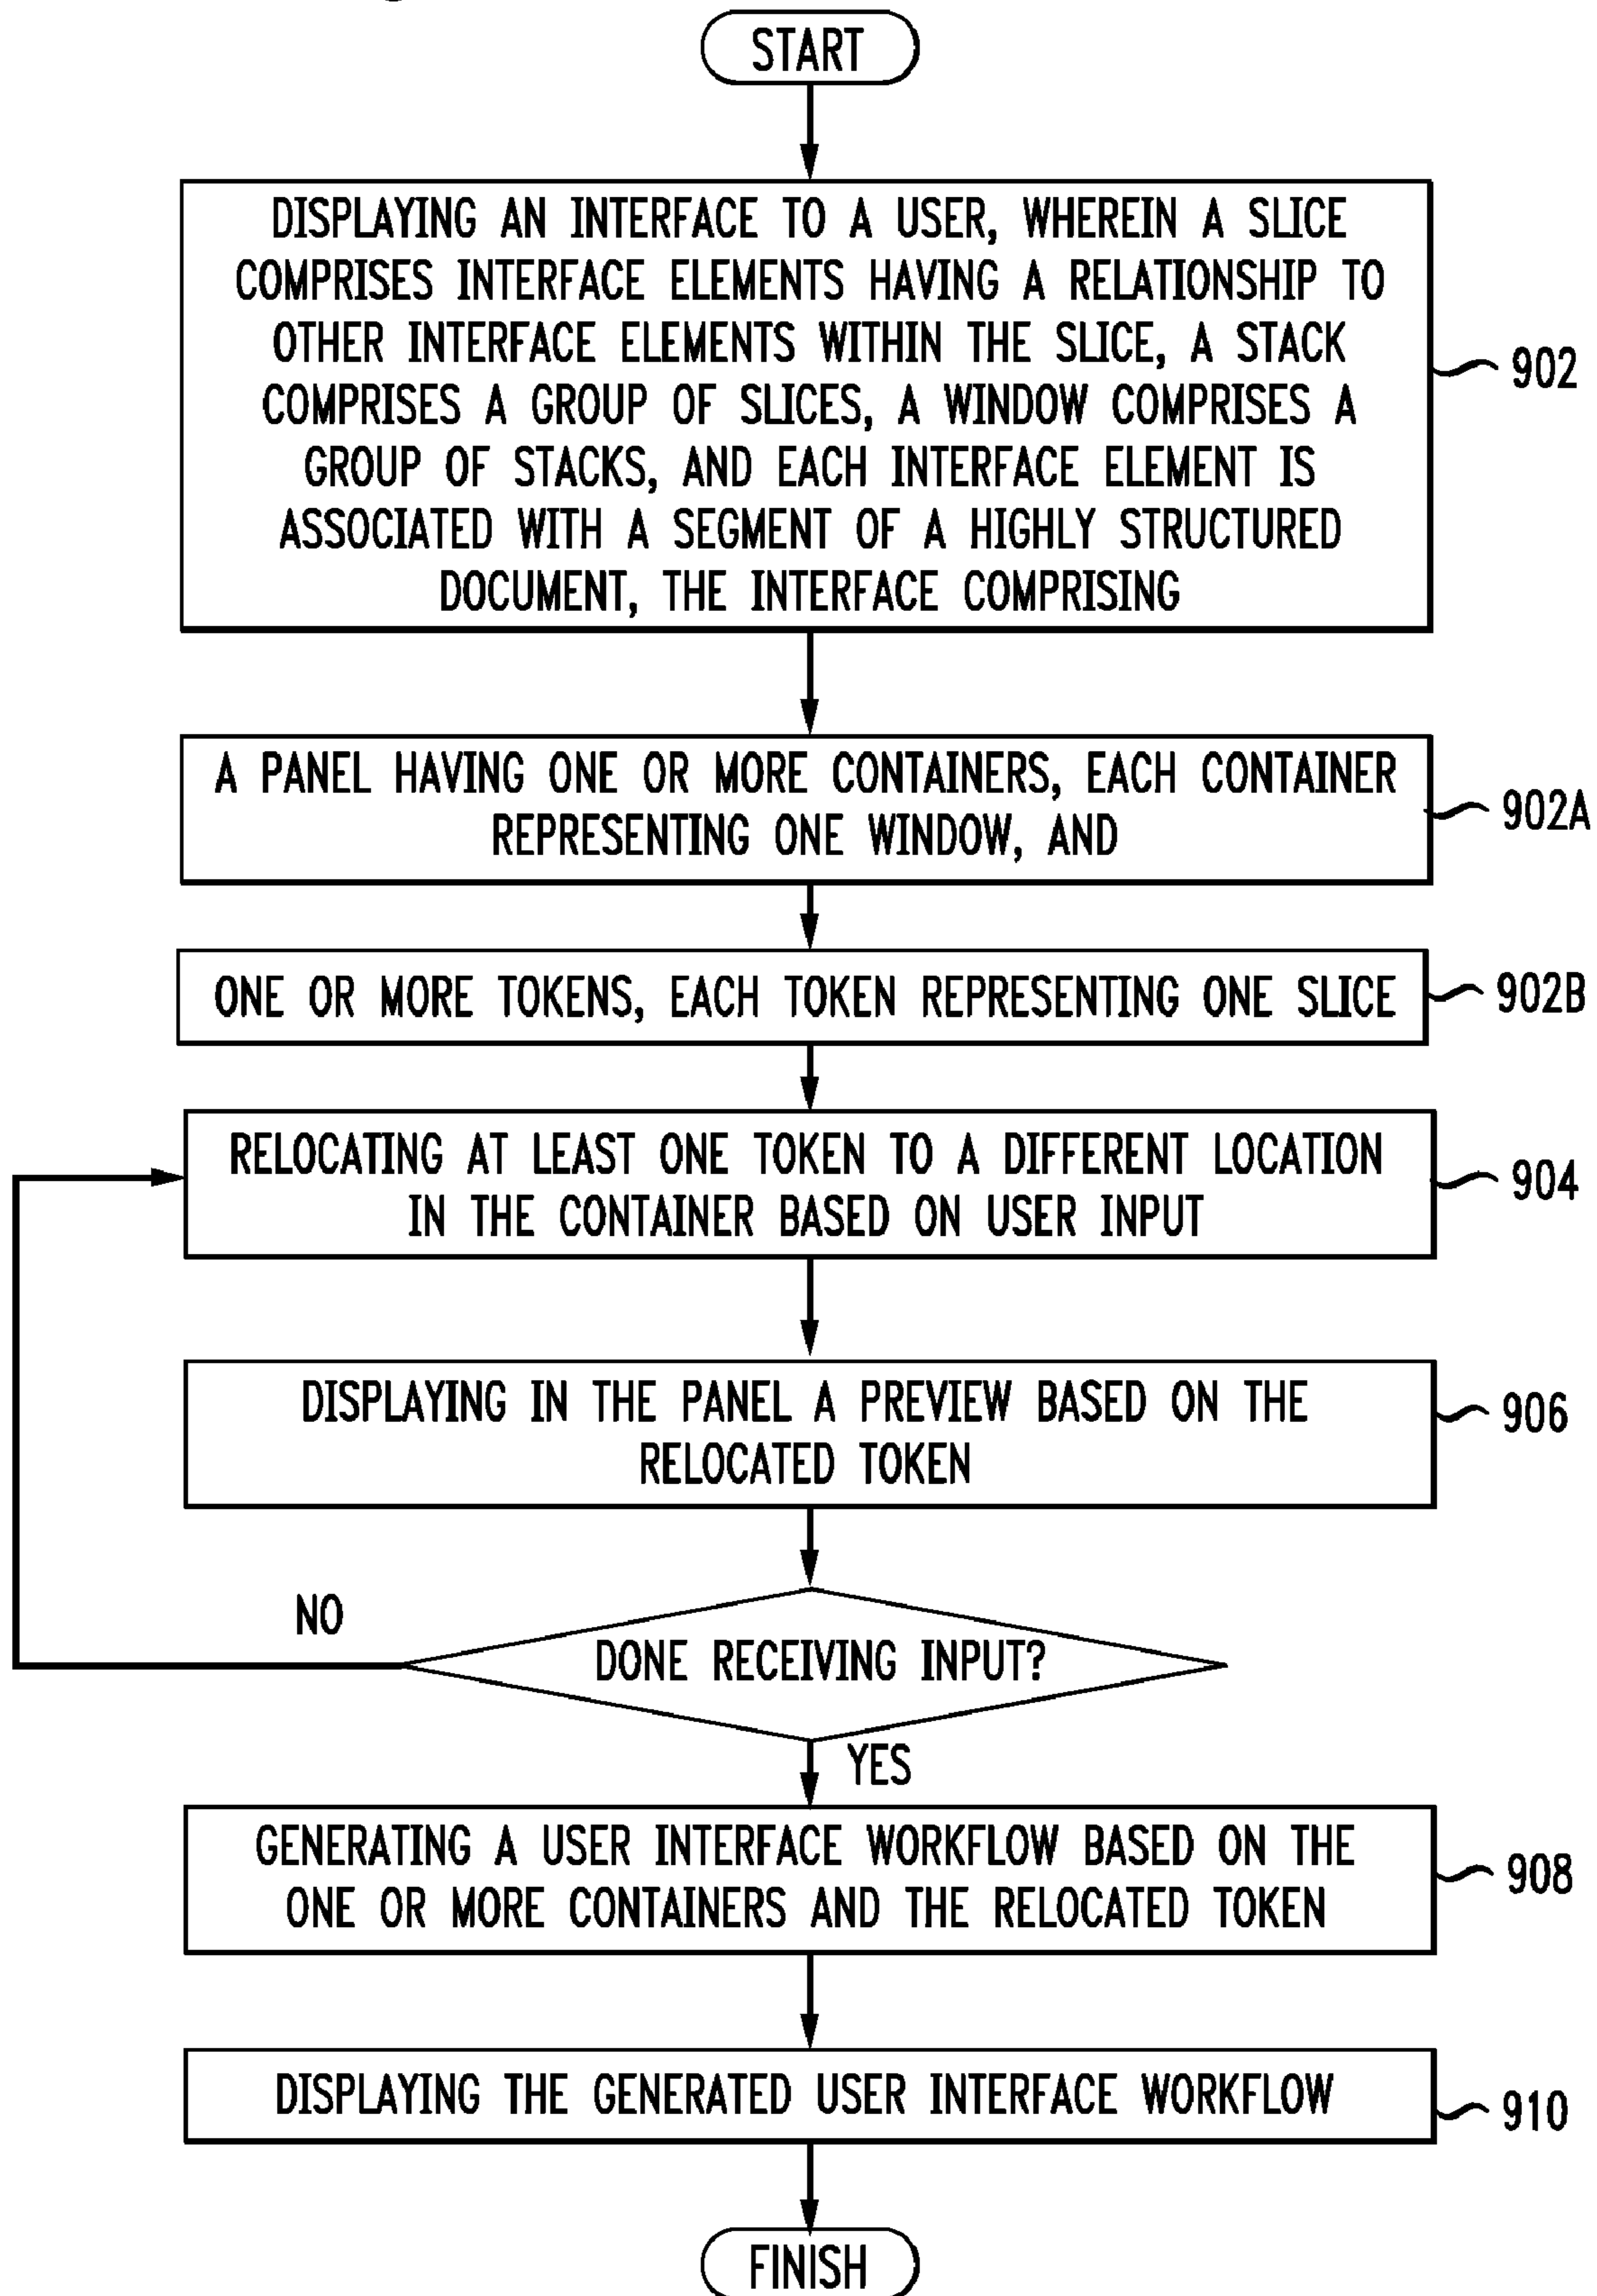 START
DISPLAYING AN INTERFACE TO A USER, WHEREIN A SLICE
COMPRISES INTERFACE ELEMENTS HAVING A RELATIONSHIP TO
OTHER INTERFACE ELEMENTS WITHIN THE SLICE, A STACK
COMPRISES A GROUP OF SLICES, A WINDOW COMPRISES A
GROUP OF STACKS, AND EACH INTERFACE ELEMENT IS
ASSOCIATED WITH A SEGMENT OF A HIGHLY STRUCTURED
DOCUMENT, THE INTERFACE COMPRISING
902
A PANEL HAVING ONE OR MORE CONTAINERS, EACH CONTAINER
REPRESENTING ONE WINDOW, AND
902A
ONE OR MORE TOKENS, EACH TOKEN REPRESENTING ONE SLICE
902B
RELOCATING AT LEAST ONE TOKEN TO A DIFFERENT LOCATION
IN THE CONTAINER BASED ON USER INPUT
904
DISPLAYING IN THE PANEL A PREVIEW BASED ON THE
RELOCATED TOKEN
906
NO
DONE RECEIVING INPUT?
YES
GENERATING A USER INTERFACE WORKFLOW BASED ON THE
ONE OR MORE CONTAINERS AND THE RELOCATED TOKEN
908
DISPLAYING THE GENERATED USER INTERFACE WORKFLOW
910
FINISH